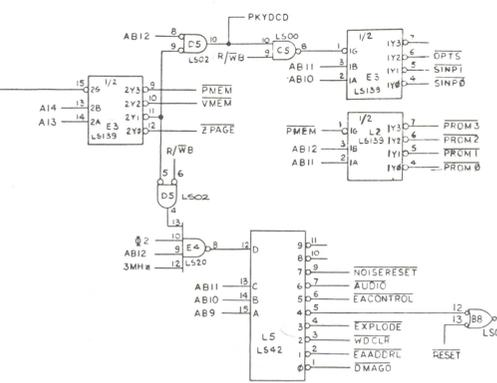 PKYDCD
AB12 8 9 D5 LS02 10 10 9 LS00 C5 8
R/WB
AB11
AB10
1 3 2 1G 1B 1A 1/2 E3 LS139 1Y3 1Y2 1Y1 1Y0 7 6 5 4
OPTS
SINP1
SINP0
15 2G 1/2 2Y3 9 PMEM
A14 13 2B 2Y2 10 VMEM
A13 14 2A E3 2Y1 11
LS139 2Y0 12 ZPAGE
PMEM 1 1G 1/2 1Y3 7 PROM3
AB12 3 1B L2 1Y2 6 PROM2
AB11 2 1A LS139 1Y1 5 PROM1
1Y0 4 PROM0
R/WB
5 6
D5 LS02
4
13
Φ2 10
AB12 9 E4 8 12 D
3MHz 12 LS20
AB11 13 C
AB10 14 B
AB9 15 A
L5
LS42
9 11
8 10
7 9 NOISERESET
6 7 AUDIO
5 6 EACONTROL
4 5 12 B8
3 4 EXPLODE 13
2 3 WDCLR
1 2 EAADDRL RESET
0 1 DMAGO